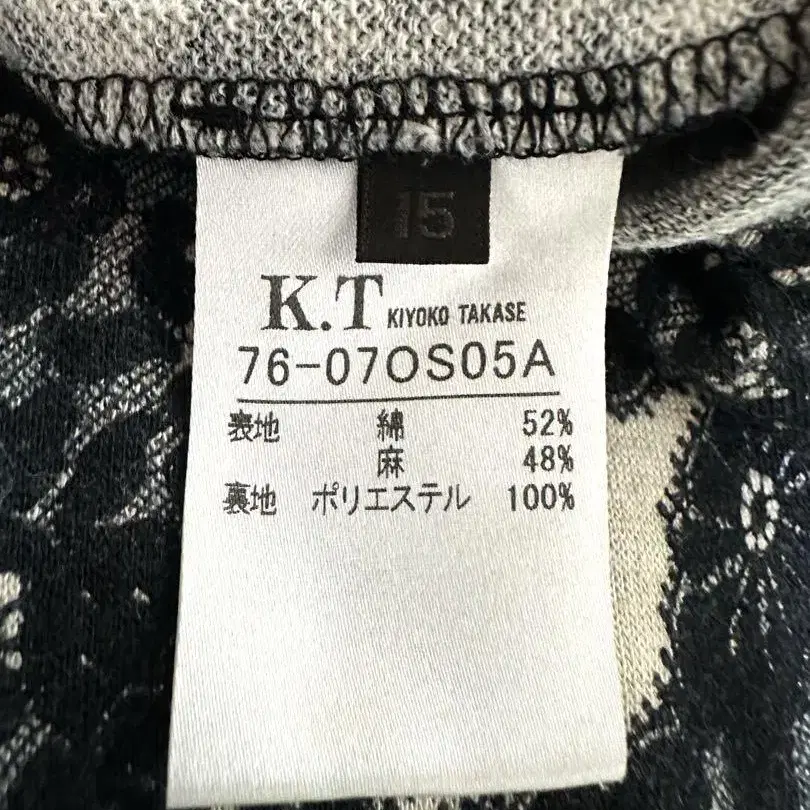 15
K.T KIYOKO TAKASE
76-07OS05A
表地 綿 52%
麻 48%
裏地 ポリエステル 100%